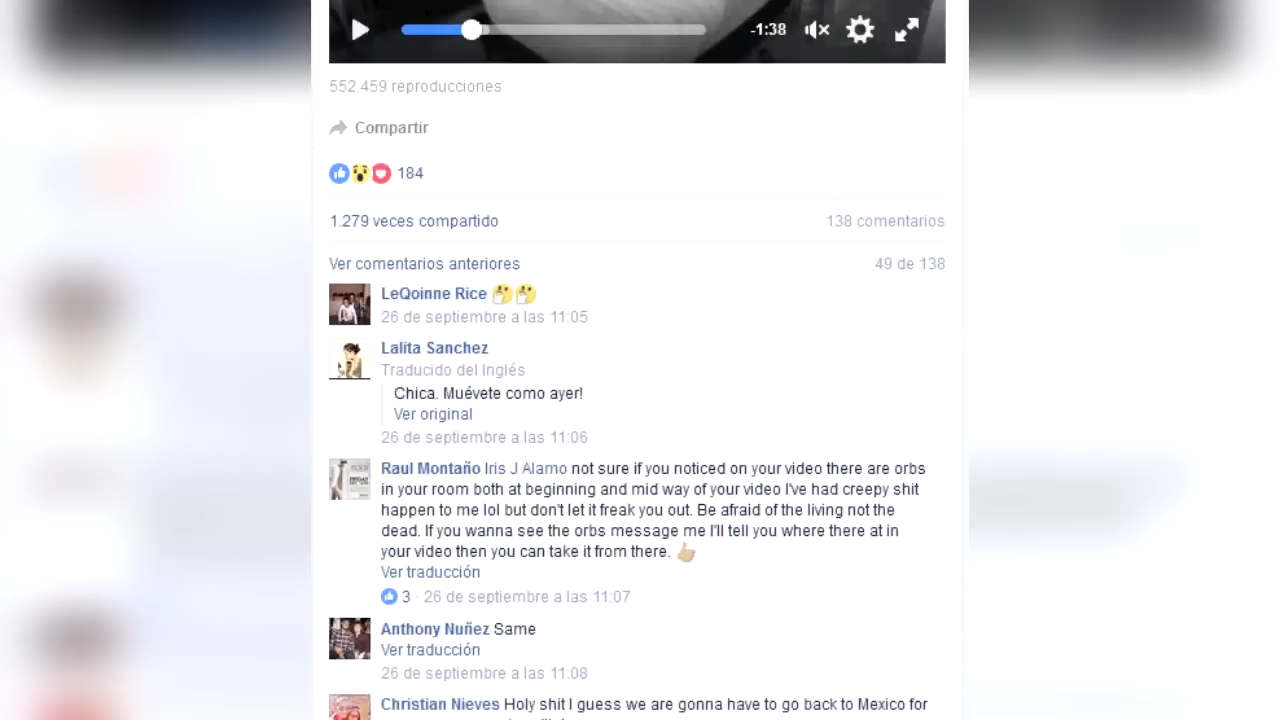 -1:38
552.459 reproducciones
Compartir
184
1.279 veces compartido 138 comentarios
Ver comentarios anteriores 49 de 138
LeQoinne Rice 🤔🤔
26 de septiembre a las 11:05
Lalita Sanchez
Traducido del Inglés
Chica. Muévete como ayer!
Ver original
26 de septiembre a las 11:06
Raul Montaño Iris J Alamo not sure if you noticed on your video there are orbs
in your room both at beginning and mid way of your video I've had creepy shit
happen to me lol but don't let it freak you out. Be afraid of the living not the
dead. If you wanna see the orbs message me I'll tell you where there at in
your video then you can take it from there.
Ver traducción
3 · 26 de septiembre a las 11:07
Anthony Nuñez Same
Ver traducción
26 de septiembre a las 11:08
Christian Nieves Holy shit I guess we are gonna have to go back to Mexico for